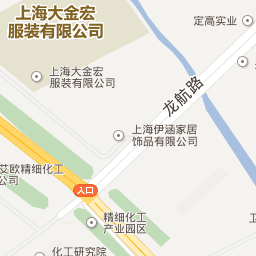 上海大金宏
服装有限公司
定高实业
上海大金宏
服装有限公司
龙航路
上海伊涵家居
饰品有限公司
艾欧精细化工
公司
入口
精细化工
产业园区
化工研究院